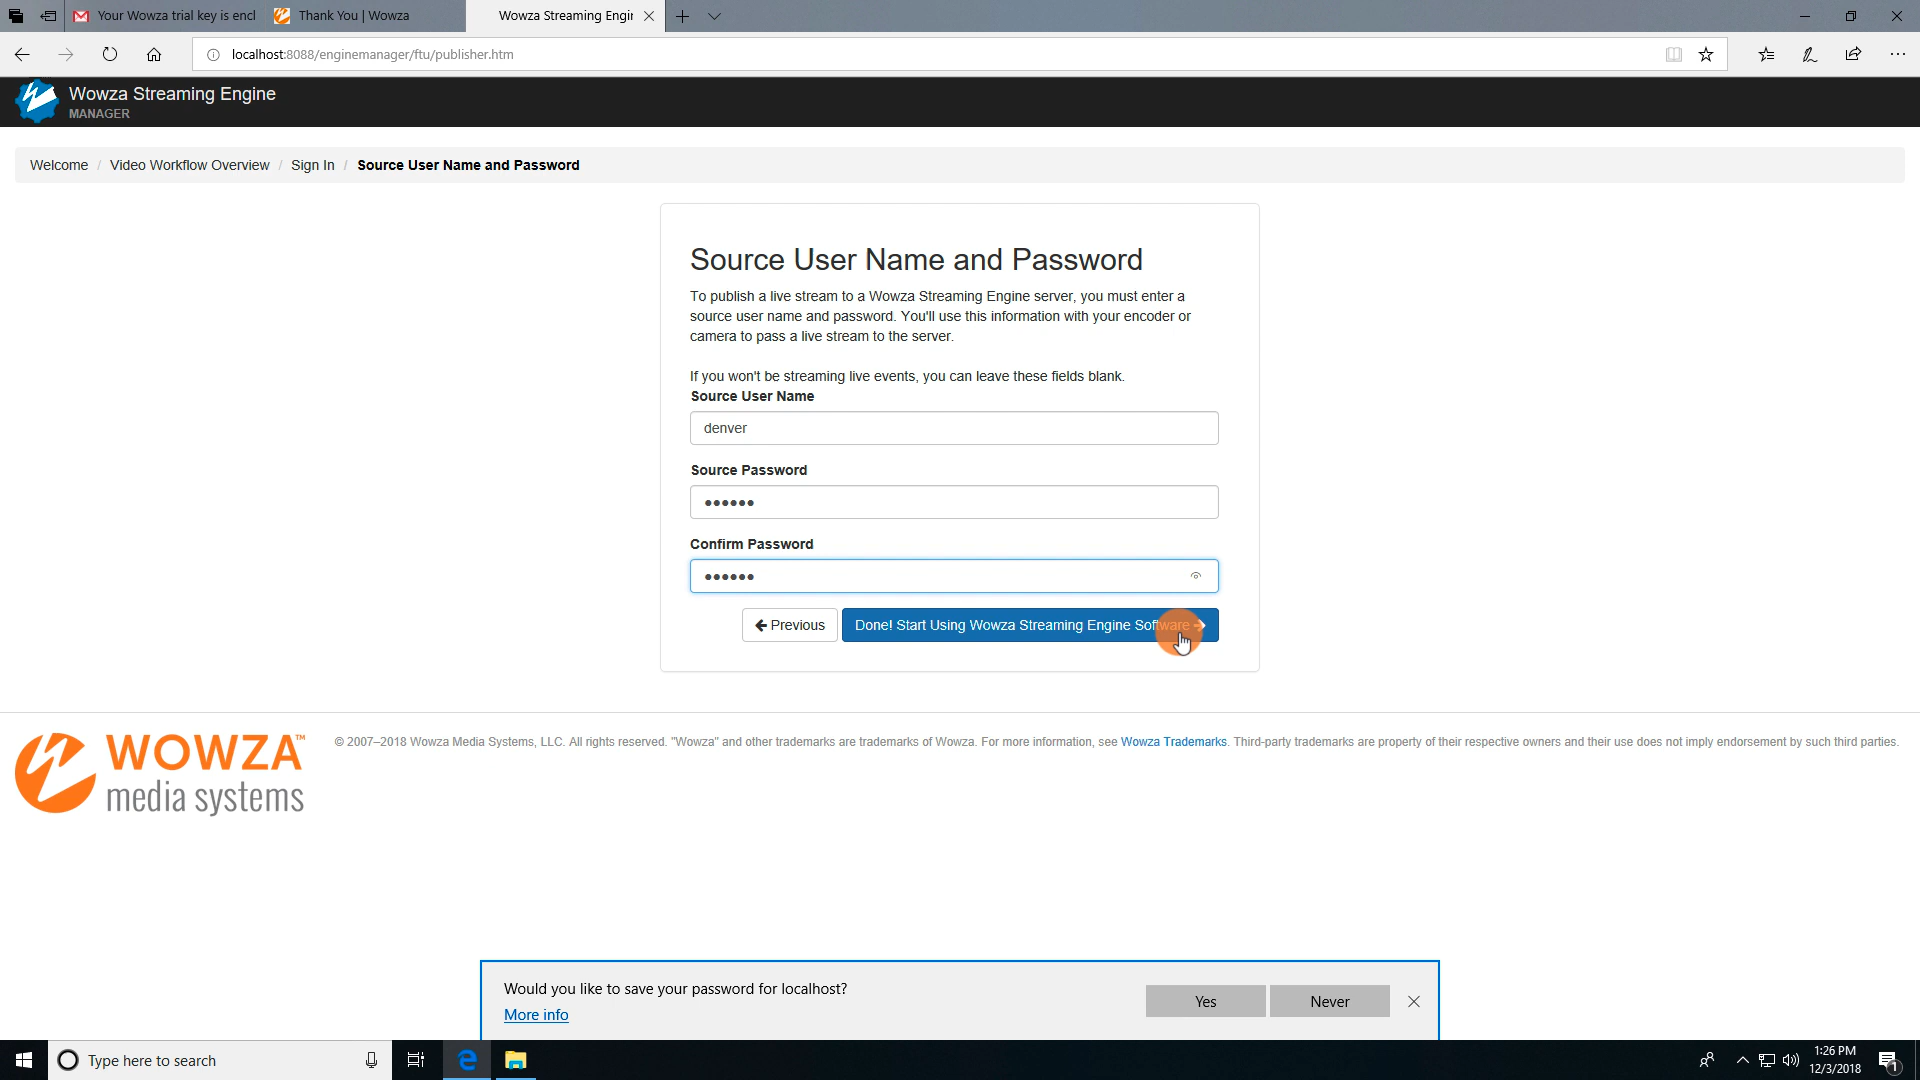 Your Wowza trial key is encl
Thank You | Wowza
Wowza Streaming Engin
localhost:8088/enginemanager/ftu/publisher.htm
Wowza Streaming Engine
MANAGER
Welcome / Video Workflow Overview / Sign In / Source User Name and Password
Source User Name and Password
To publish a live stream to a Wowza Streaming Engine server, you must enter a
source user name and password. You'll use this information with your encoder or
camera to pass a live stream to the server.
If you won't be streaming live events, you can leave these fields blank.
Source User Name
denver
Source Password
••••••
Confirm Password
••••••
Previous
Done! Start Using Wowza Streaming Engine Software
WOWZA™
media systems
© 2007–2018 Wowza Media Systems, LLC. All rights reserved. "Wowza" and other trademarks are trademarks of Wowza. For more information, see Wowza Trademarks. Third-party trademarks are property of their respective owners and their use does not imply endorsement by such third parties.
Would you like to save your password for localhost?
More info
Yes
Never
Type here to search
1:26 PM
12/3/2018
1